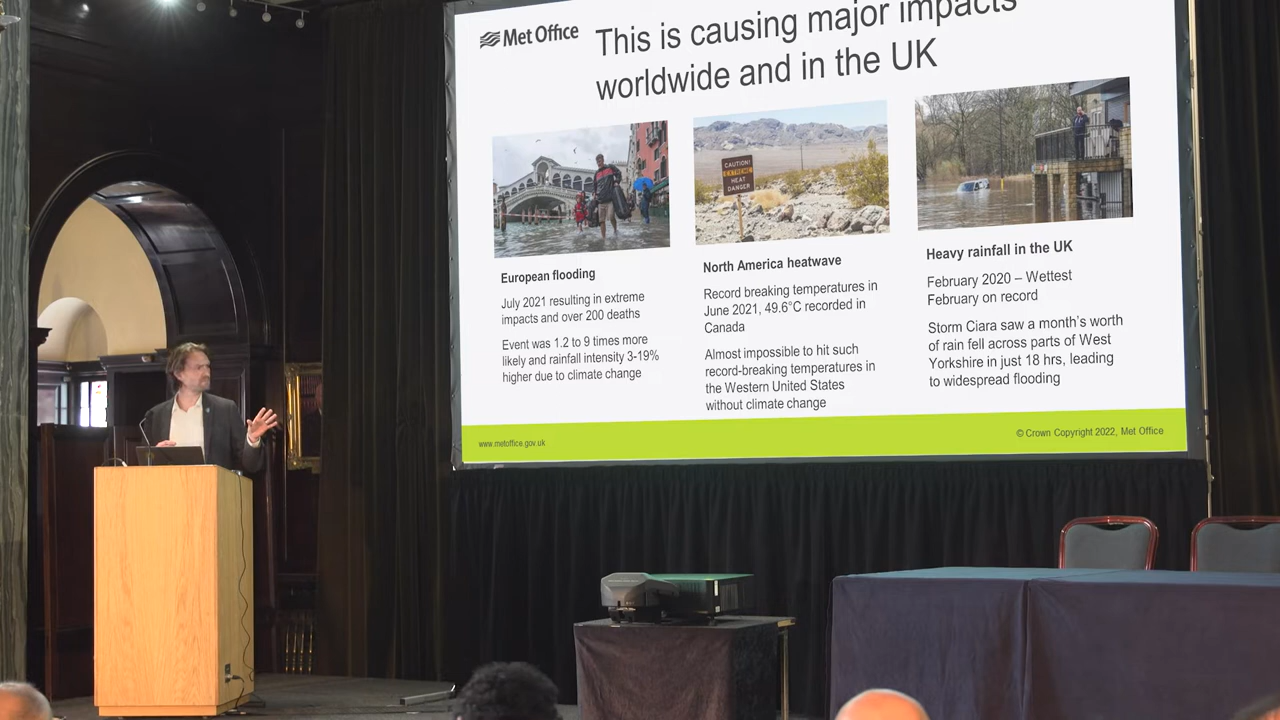 Met Office
This is causing major impacts
worldwide and in the UK
CAUTION!
EXTREME
HEAT
DANGER
European flooding
July 2021 resulting in extreme
impacts and over 200 deaths
Event was 1.2 to 9 times more
likely and rainfall intensity 3-19%
higher due to climate change
North America heatwave
Record breaking temperatures in
June 2021, 49.6°C recorded in
Canada
Almost impossible to hit such
record-breaking temperatures in
the Western United States
without climate change
Heavy rainfall in the UK
February 2020 – Wettest
February on record
Storm Ciara saw a month's worth
of rain fell across parts of West
Yorkshire in just 18 hrs, leading
to widespread flooding
www.metoffice.gov.uk
© Crown Copyright 2022, Met Office